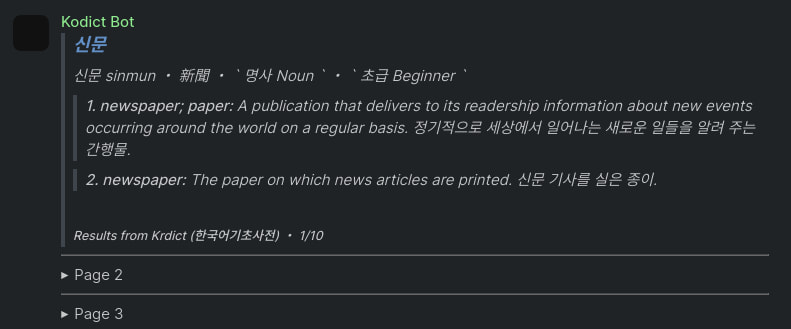 Kodict Bot
신문
신문 sinmun • 新聞 • ` 명사 Noun ` • ` 초급 Beginner `
1. newspaper; paper: A publication that delivers to its readership information about new events
occurring around the world on a regular basis. 정기적으로 세상에서 일어나는 새로운 일들을 알려 주는
간행물.
2. newspaper: The paper on which news articles are printed. 신문 기사를 실은 종이.
Results from Krdict (한국어기초사전) • 1/10
▸ Page 2
▸ Page 3